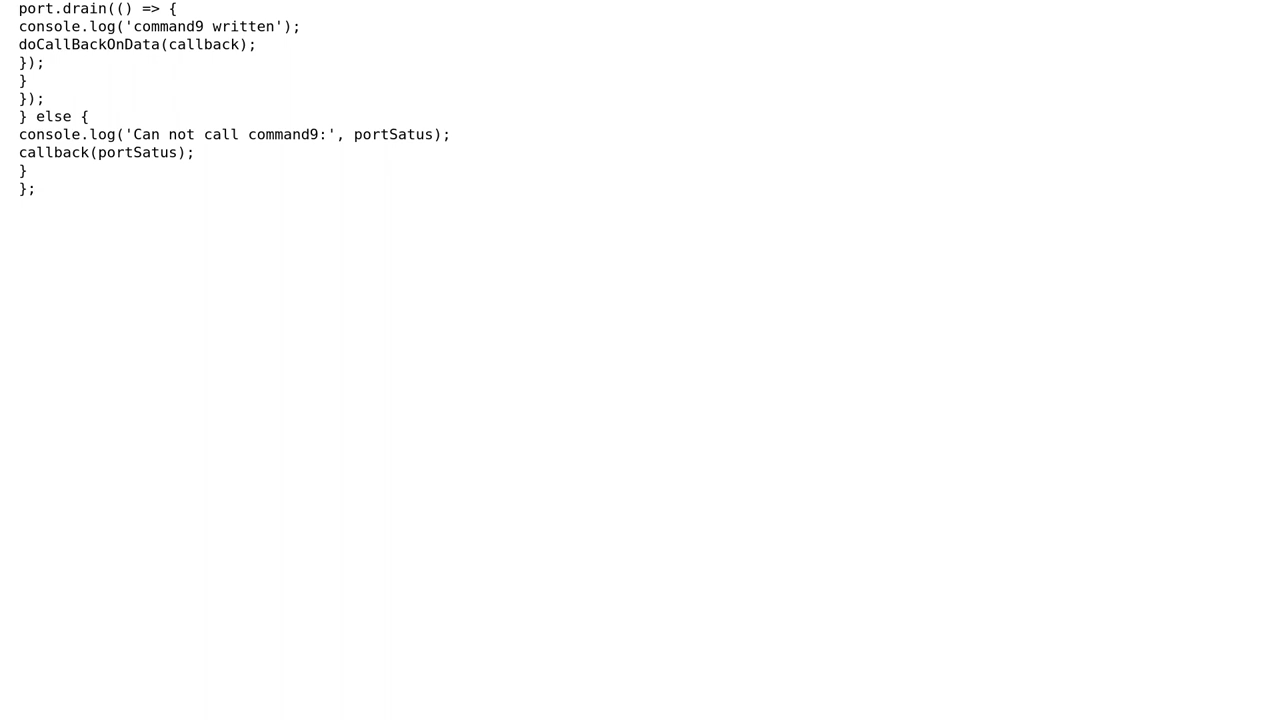 port.drain(() => {
console.log('command9 written');
doCallBackOnData(callback);
});
}
});
} else {
console.log('Can not call command9:', portSatus);
callback(portSatus);
}
};